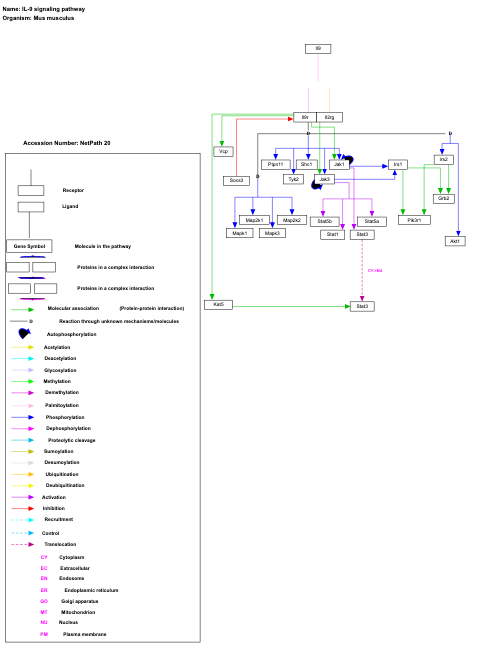 Name: IL-9 signaling pathway
Organism: Mus musculus
Il9
Il9r Il2rg
D D
Accession Number: NetPath 20
Vcp
Ptpn11 Shc1 Jak1 Irs1 Irs2
Socs3 D Tyk2 Jak3
Grb2
Map2k1 Map2k2 Stat5b Stat5a Pik3r1
Mapk1 Mapk3 Stat1 Stat3
Akt1
Kat5 Stat3
Receptor
Ligand
Gene Symbol Molecule in the pathway
Proteins in a complex interaction
Proteins in a complex interaction
Molecular association (Protein-protein interaction)
D Reaction through unknown mechanisms/molecules
Autophosphorylation
Acetylation
Deacetylation
Glycosylation
Methylation
Demethylation
Palmitoylation
Phosphorylation
Dephosphorylation
Proteolytic cleavage
Sumoylation
Desumoylation
Ubiquitination
Deubiquitination
Activation
Inhibition
Recruitment
Control
Translocation
CY Cytoplasm
EC Extracellular
EN Endosome
ER Endoplasmic reticulum
GO Golgi apparatus
MT Mitochondrion
NU Nucleus
PM Plasma membrane